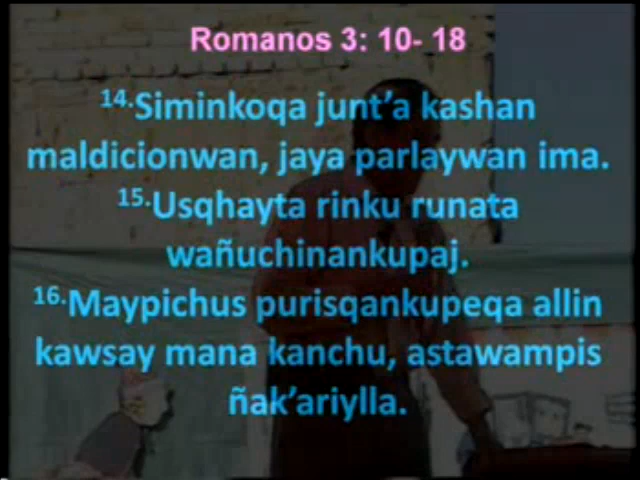 Romanos 3: 10- 18
14.Siminkoqa junt’a kashan
maldicionwan, jaya parlaywan ima.
15.Usqhayta rinku runata
wañuchinankupaj.
16.Maypichus purisqankupeqa allin
kawsay mana kanchu, astawampis
ñak’ariylla.